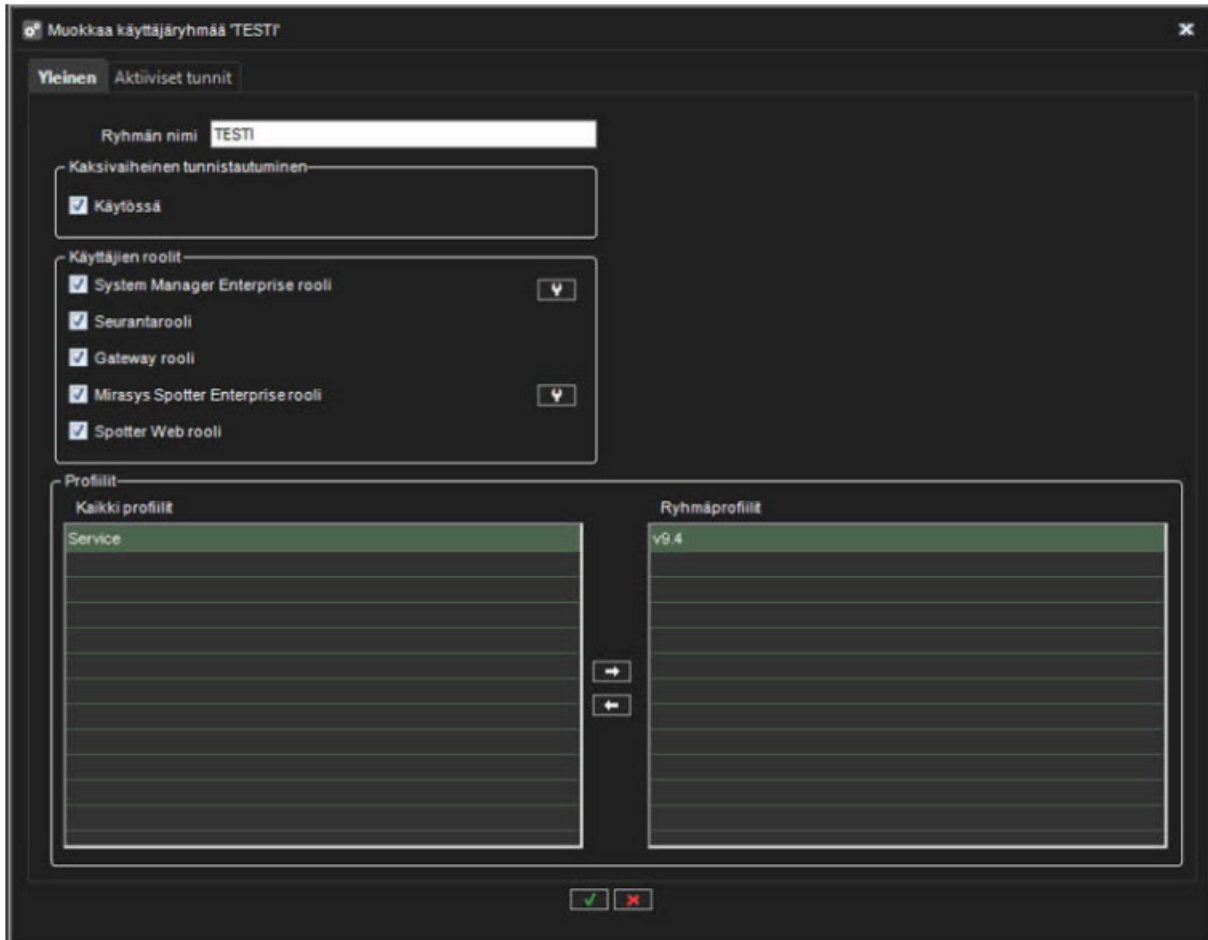 Muokkaa käyttäjäryhmää 'TESTI'
Yleinen Aktiiviset tunnit
Ryhmän nimi TESTI
Kaksivaiheinen tunnistautuminen
Käytössä
Käyttäjien roolit
System Manager Enterprise rooli
Seurantarooli
Gateway rooli
Mirasys Spotter Enterprise rooli
Spotter Web rooli
Profiilit
Kaikki profiilit
Service
Ryhmäprofiilit
v9.4